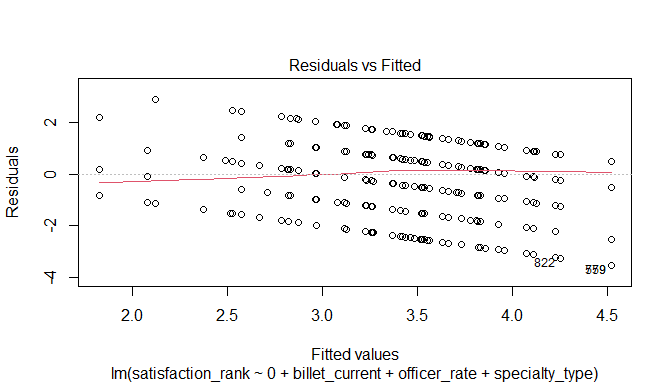 Residuals vs Fitted
Residuals
2
0
-2
-4
822
2.0 2.5 3.0 3.5 4.0 4.5
Fitted values
lm(satisfaction_rank ~ 0 + billet_current + officer_rate + specialty_type)